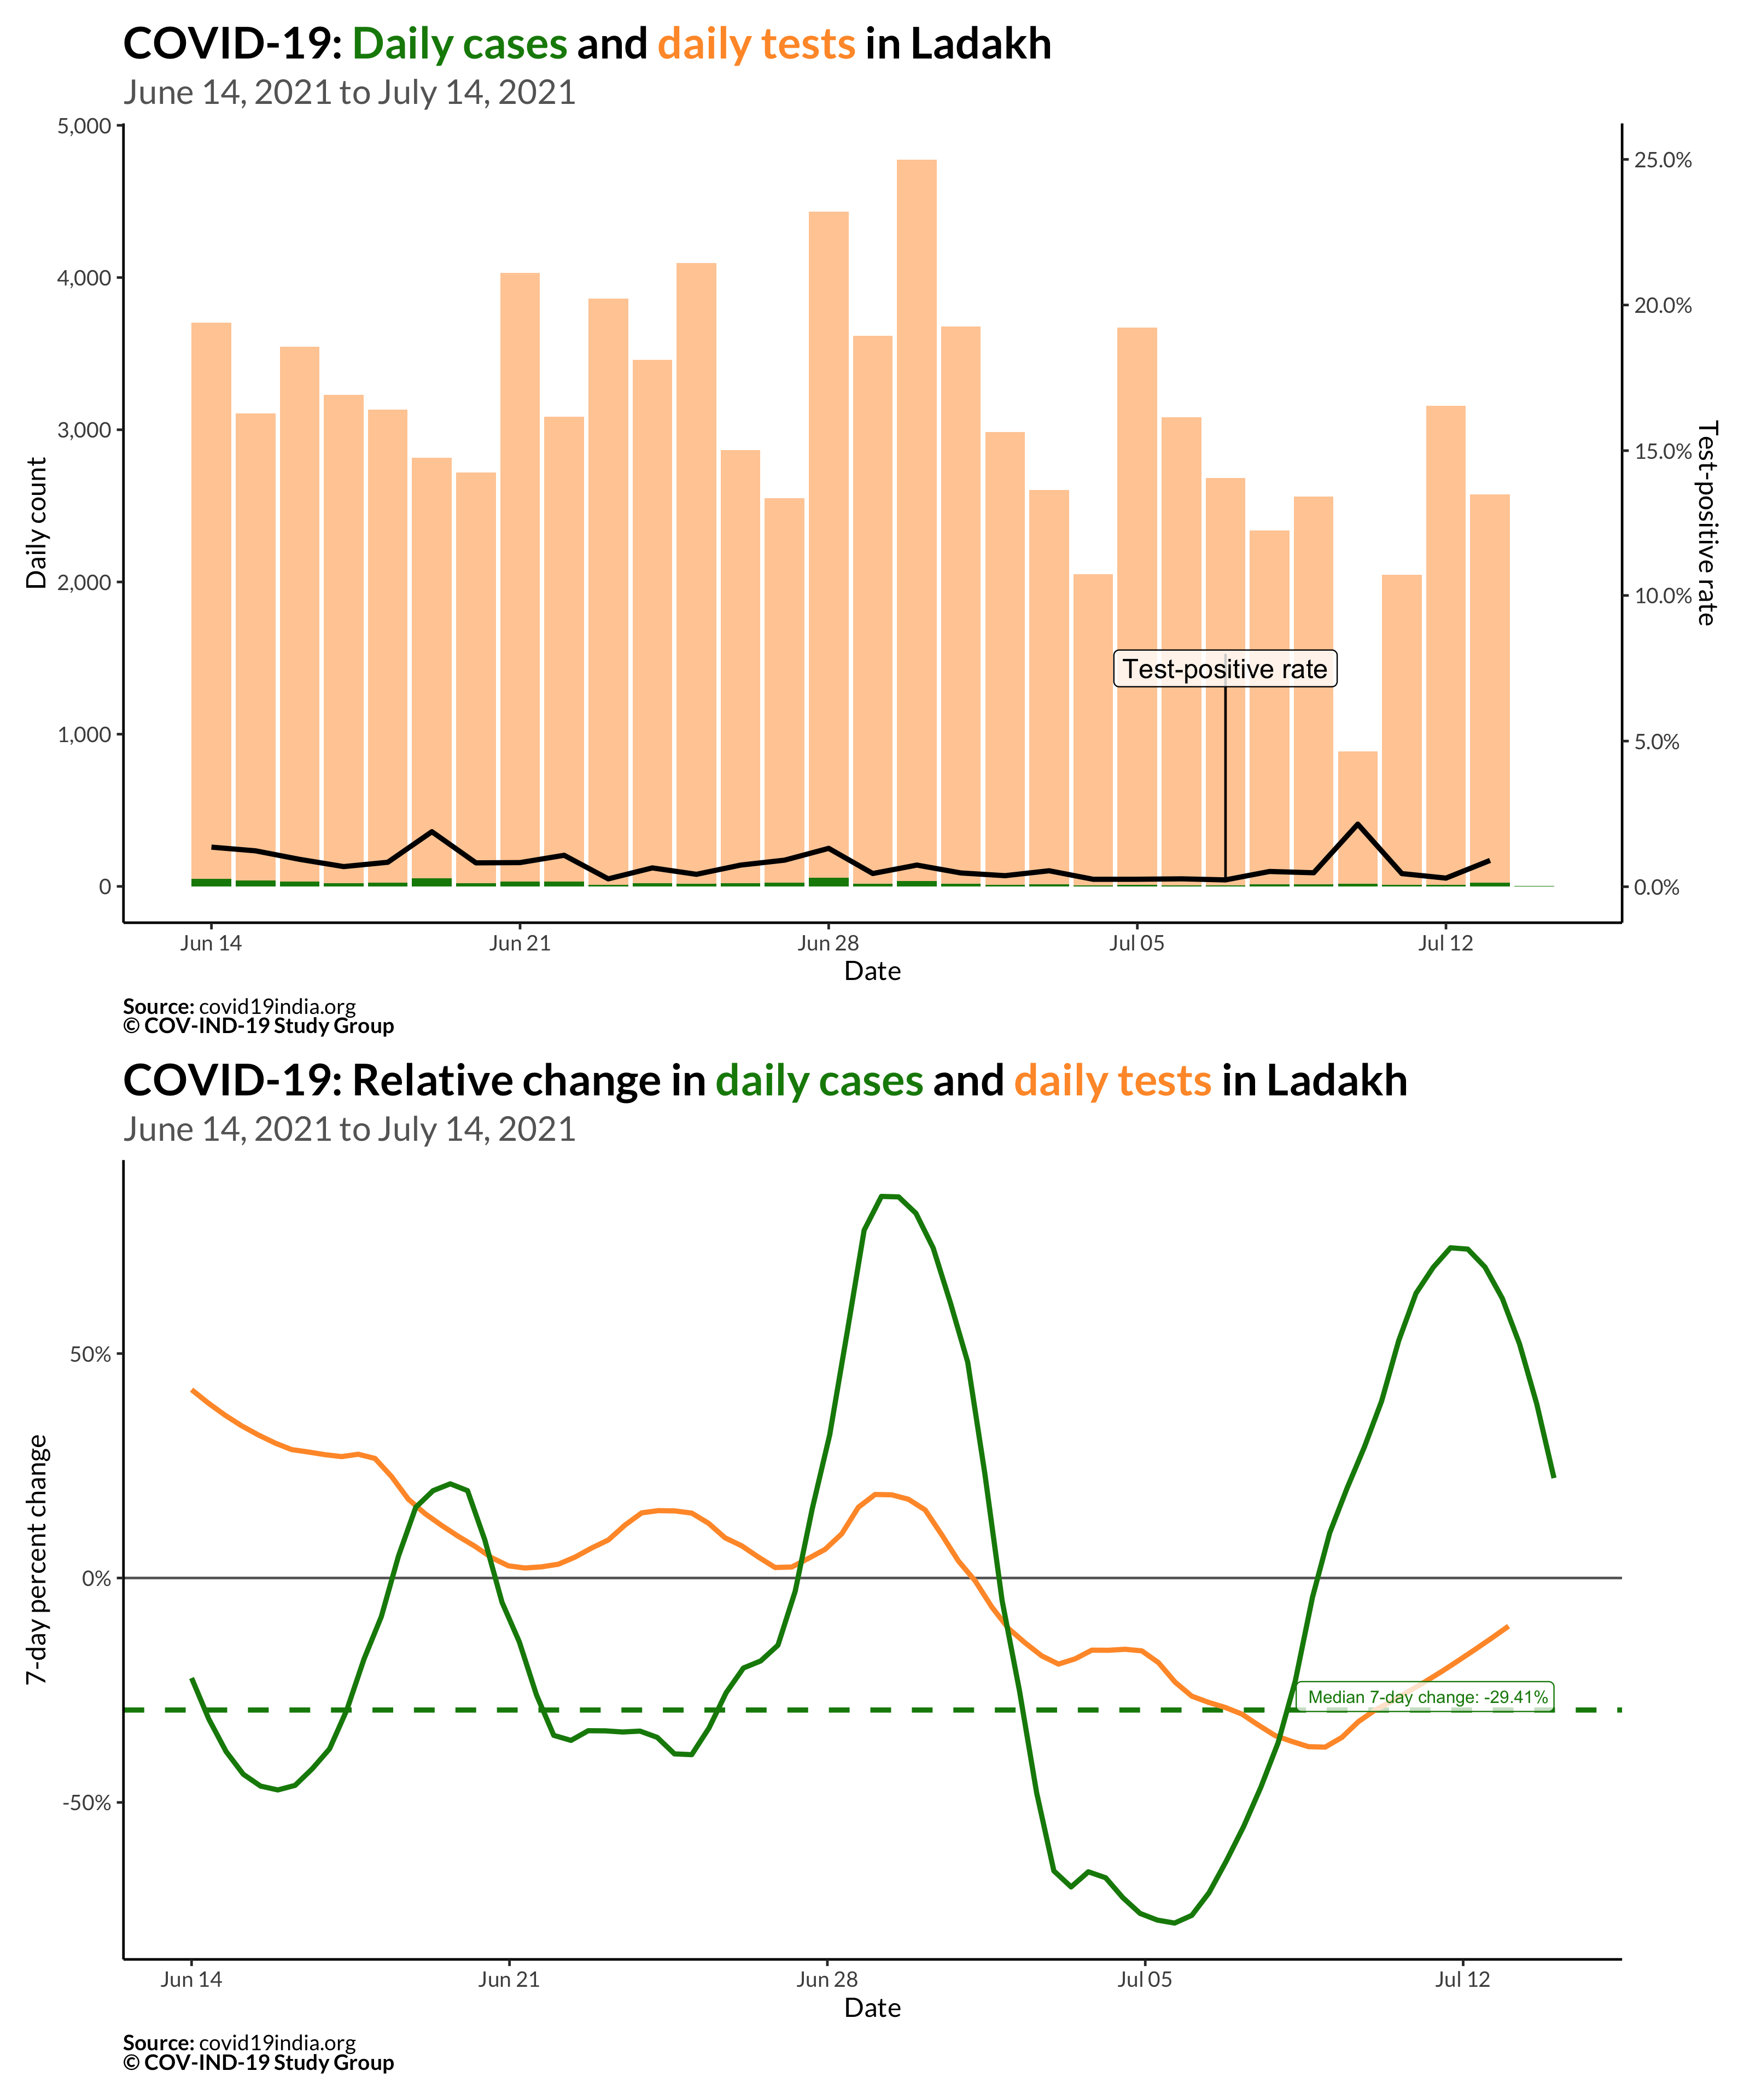 COVID-19: Daily cases and daily tests in Ladakh
June 14, 2021 to July 14, 2021
5,000
4,000
3,000
2,000
1,000
0
Daily count
25.0%
20.0%
15.0%
10.0%
5.0%
0.0%
Test-positive rate
Test-positive rate
Jun 14
Jun 21
Jun 28
Jul 05
Jul 12
Date
Source: covid19india.org
© COV-IND-19 Study Group
COVID-19: Relative change in daily cases and daily tests in Ladakh
June 14, 2021 to July 14, 2021
50%
0%
-50%
7-day percent change
Median 7-day change: -29.41%
Jun 14
Jun 21
Jun 28
Jul 05
Jul 12
Date
Source: covid19india.org
© COV-IND-19 Study Group